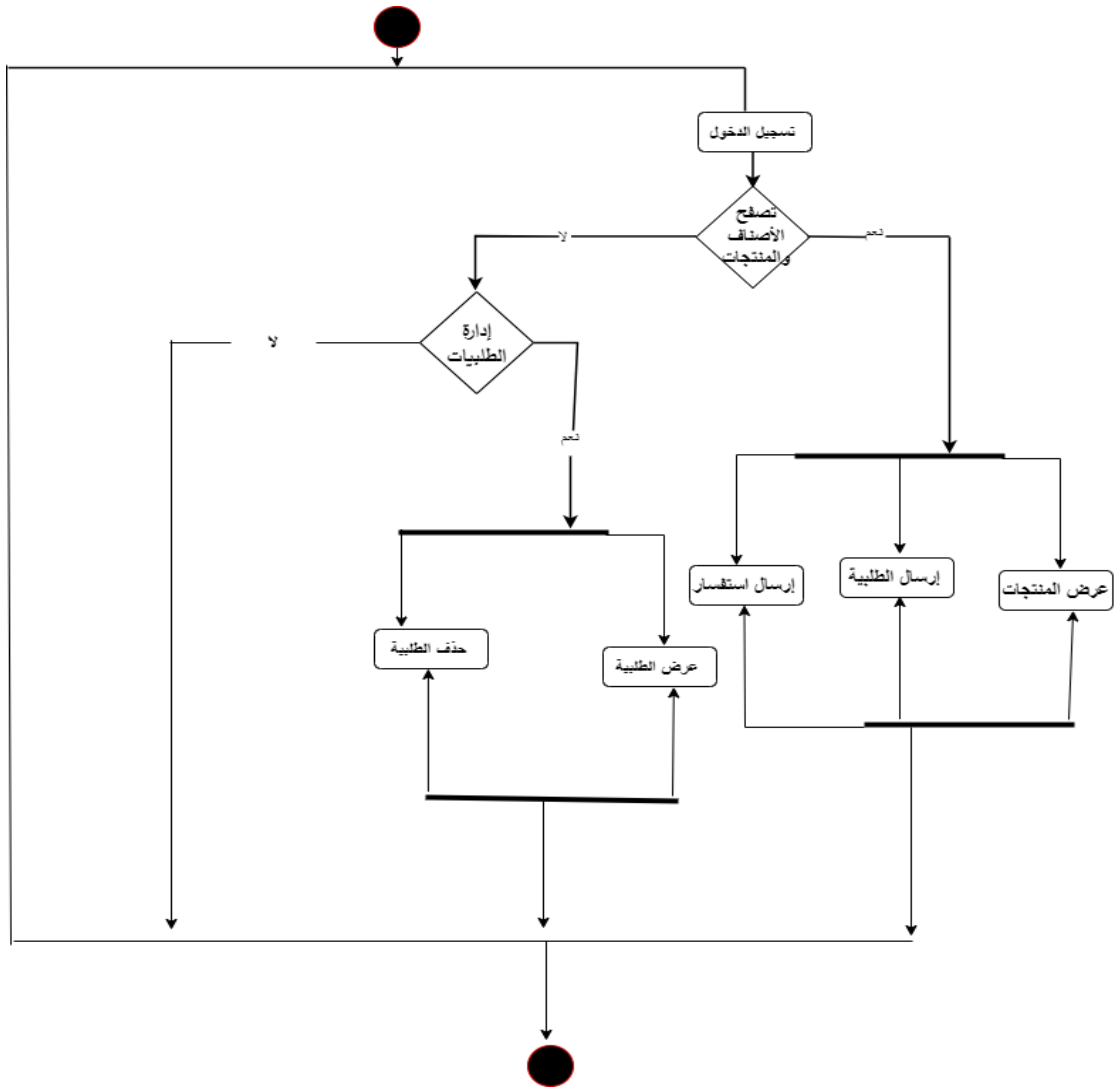 تسجيل الدخول
تصفح
الأصناف
والمنتجات
نعم
لا
إدارة
الطلبيات
لا
نعم
إرسال استفسار
إرسال الطلبية
عرض المنتجات
حذف الطلبية
عرض الطلبية